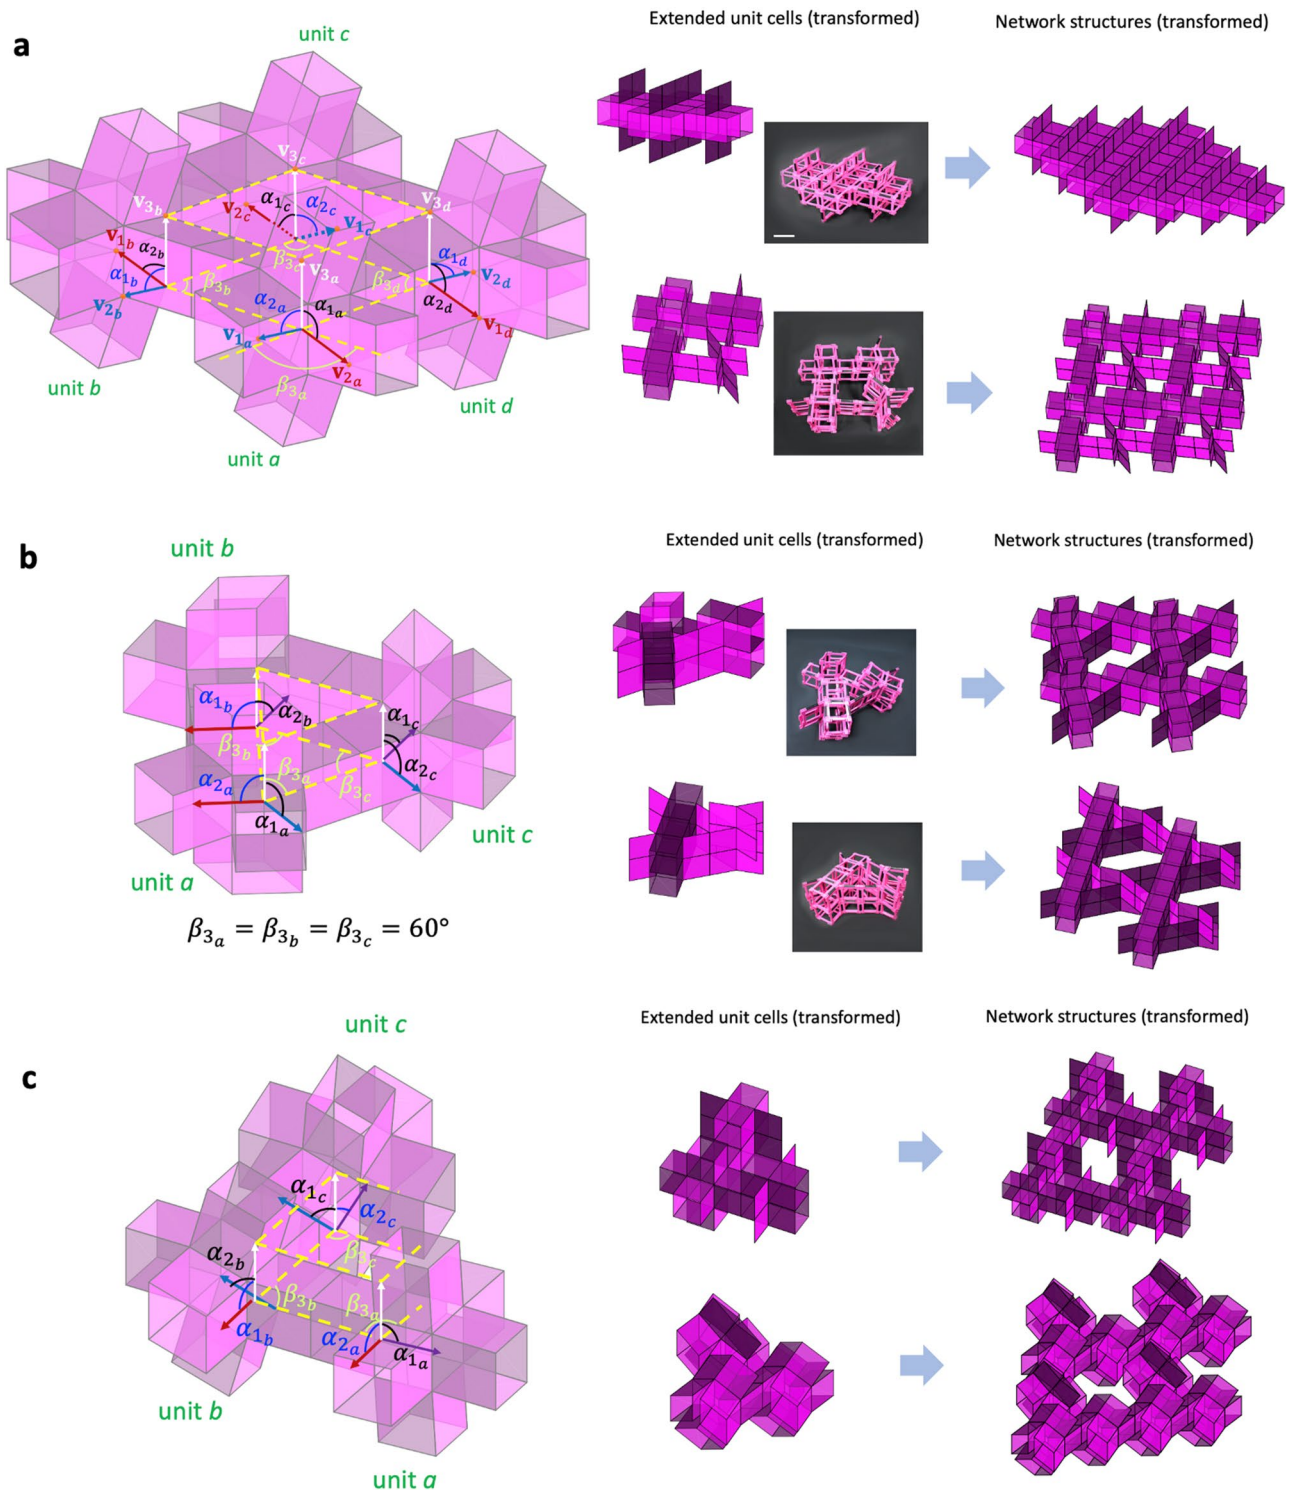 a
unit c
Extended unit cells (transformed)
Network structures (transformed)
v3c
v3b
v2c
α1c
α2c
v1c
v3d
v1b
α2b
β3c
v3a
α1b
β3b
β3d
α1d
v2d
v2b
α2a
α1a
α2d
v1a
v1d
v2a
β3a
unit b
unit d
unit a
b
unit b
Extended unit cells (transformed)
Network structures (transformed)
α1b
α2b
α1c
β3b
α2a
β3a
β3c
α2c
α1a
unit c
unit a
β3a = β3b = β3c = 60°
c
unit c
Extended unit cells (transformed)
Network structures (transformed)
α1c
α2c
α2b
β3c
β3b
β3a
α1b
α2a
α1a
unit b
unit a